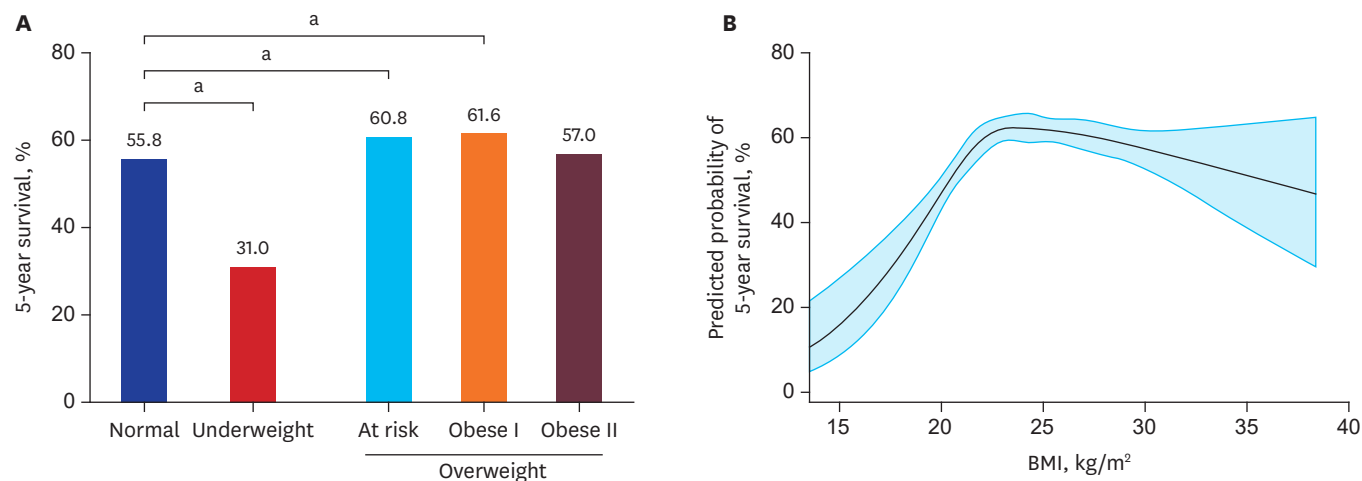 A
5-year survival, %
80
60
40
20
0
a
a
a
55.8
31.0
60.8
61.6
57.0
Normal
Underweight
At risk
Obese I
Obese II
Overweight
B
Predicted probability of
5-year survival, %
80
60
40
20
0
15
20
25
30
35
40
BMI, kg/m²